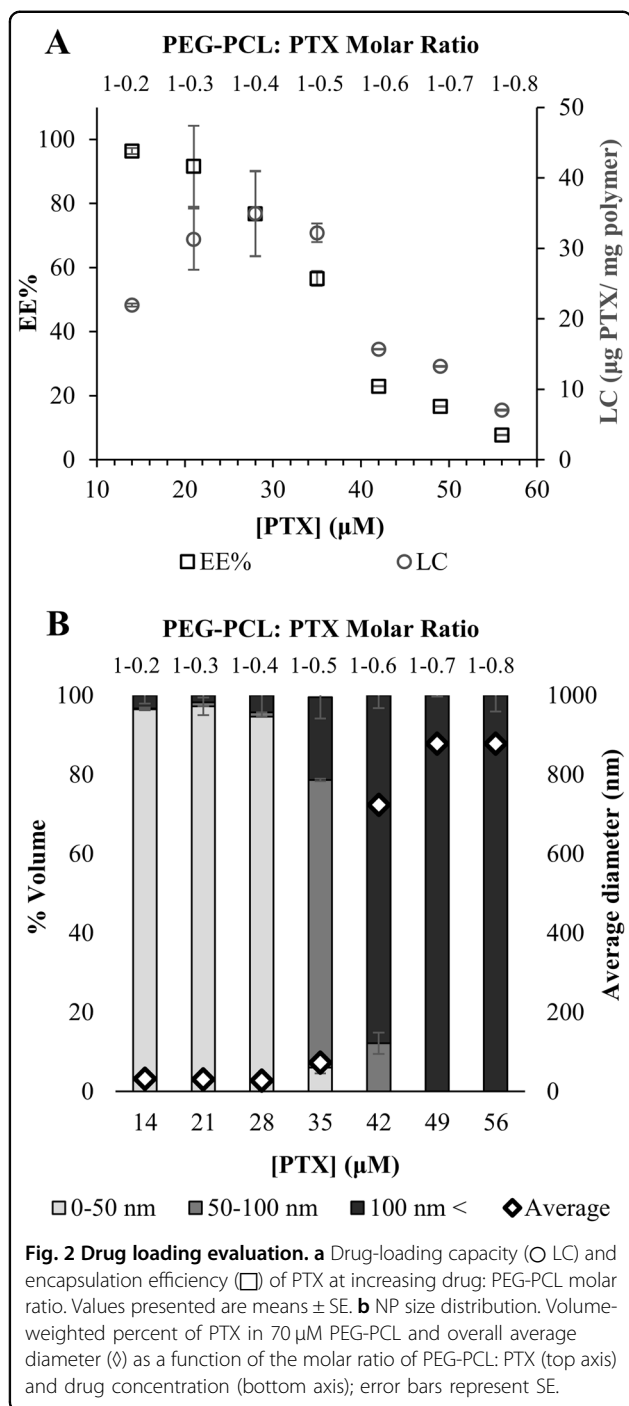 A
PEG-PCL: PTX Molar Ratio
1-0.2 1-0.3 1-0.4 1-0.5 1-0.6 1-0.7 1-0.8
EE%
100
80
60
40
20
0
50
40
30
20
10
0
LC (µg PTX/ mg polymer)
10 20 30 40 50 60
[PTX] (µM)
EE% LC
B
PEG-PCL: PTX Molar Ratio
1-0.2 1-0.3 1-0.4 1-0.5 1-0.6 1-0.7 1-0.8
% Volume
100
80
60
40
20
0
1000
800
600
400
200
0
Average diameter (nm)
14 21 28 35 42 49 56
[PTX] (µM)
0-50 nm 50-100 nm 100 nm < Average
Fig. 2 Drug loading evaluation. a Drug-loading capacity (○ LC) and
encapsulation efficiency (□) of PTX at increasing drug: PEG-PCL molar
ratio. Values presented are means ± SE. b NP size distribution. Volume-
weighted percent of PTX in 70 µM PEG-PCL and overall average
diameter (◊) as a function of the molar ratio of PEG-PCL: PTX (top axis)
and drug concentration (bottom axis); error bars represent SE.